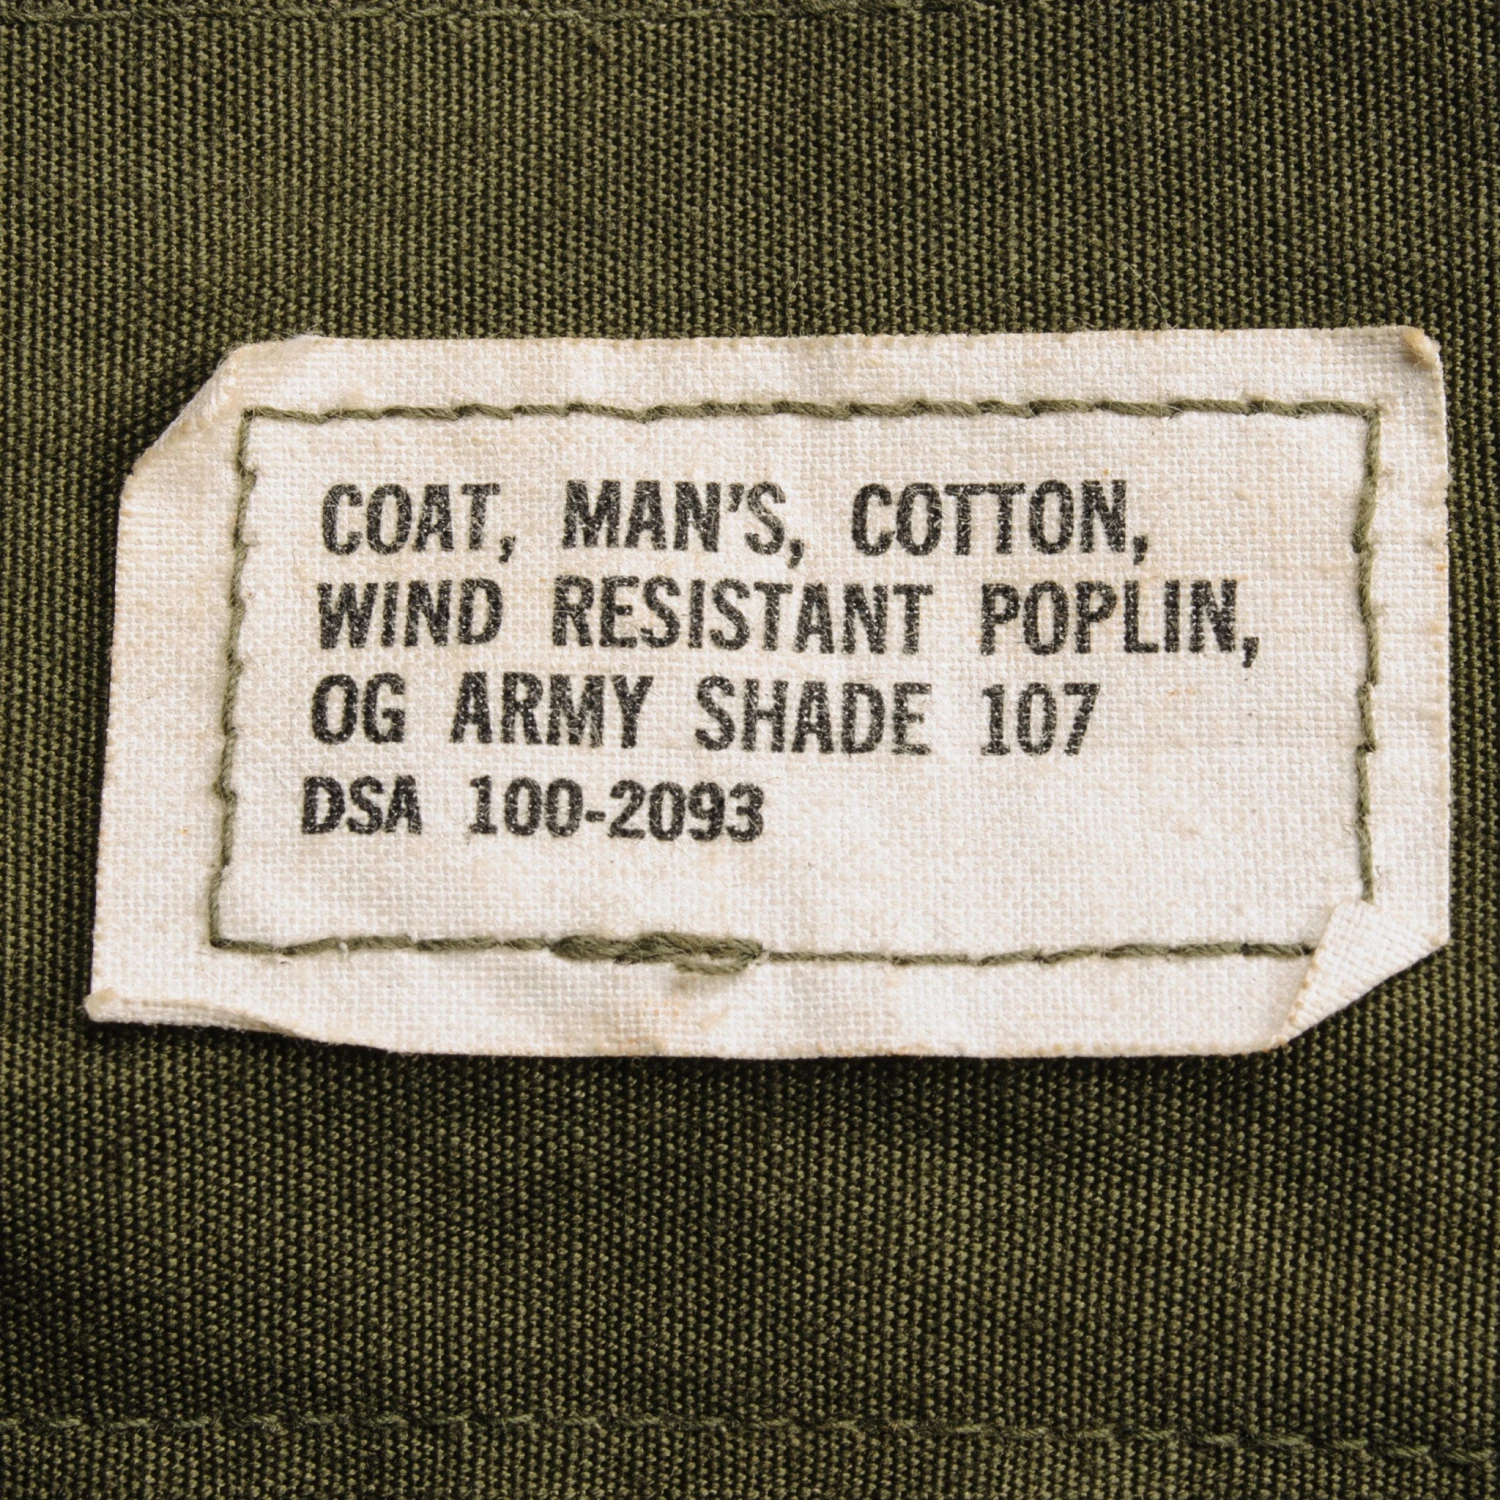 COAT, MAN'S, COTTON,
WIND RESISTANT POPLIN,
OG ARMY SHADE 107
DSA 100-2093